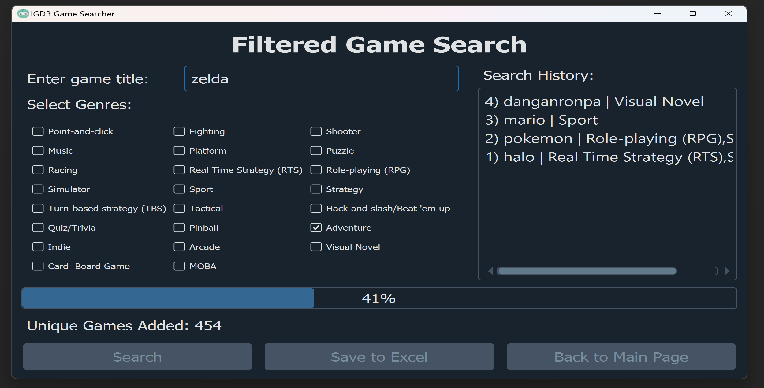 IGDB Game Searcher
Filtered Game Search
Enter game title: zelda
Select Genres:
Point-and-click Fighting Shooter
Music Platform Puzzle
Racing Real Time Strategy (RTS) Role-playing (RPG)
Simulator Sport Strategy
Turn-based strategy (TBS) Tactical Hack and slash/Beat 'em up
Quiz/Trivia Pinball Adventure
Indie Arcade Visual Novel
Card Board Game MOBA
Search History:
4) danganronpa | Visual Novel
3) mario | Sport
2) pokemon | Role-playing (RPG),S
1) halo | Real Time Strategy (RTS),S
41%
Unique Games Added: 454
Search Save to Excel Back to Main Page